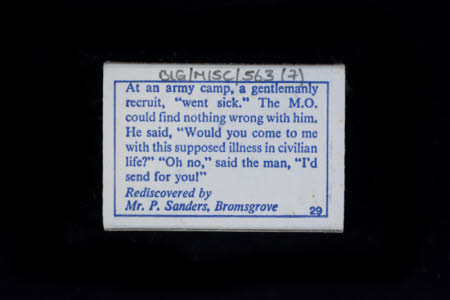 BIG/MISC/563(7)
At an army camp, a gentlemanly
recruit, “went sick.” The M.O.
could find nothing wrong with him.
He said, “Would you come to me
with this supposed illness in civilian
life?” “Oh no,” said the man, “I'd
send for you!”
Rediscovered by
Mr. P. Sanders, Bromsgrove
29